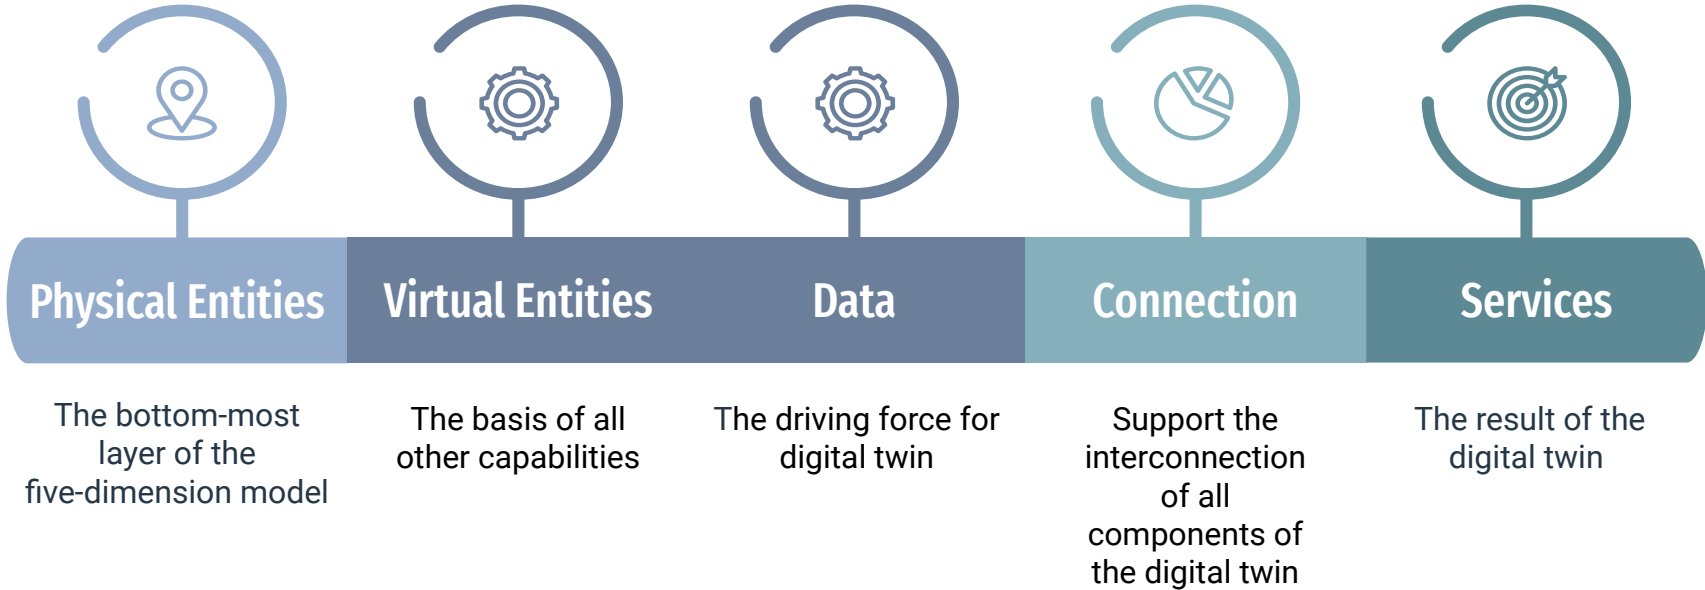 Physical Entities
Virtual Entities
Data
Connection
Services
The bottom-most
layer of the
five-dimension model
The basis of all
other capabilities
The driving force for
digital twin
Support the
interconnection
of all
components of
the digital twin
The result of the
digital twin